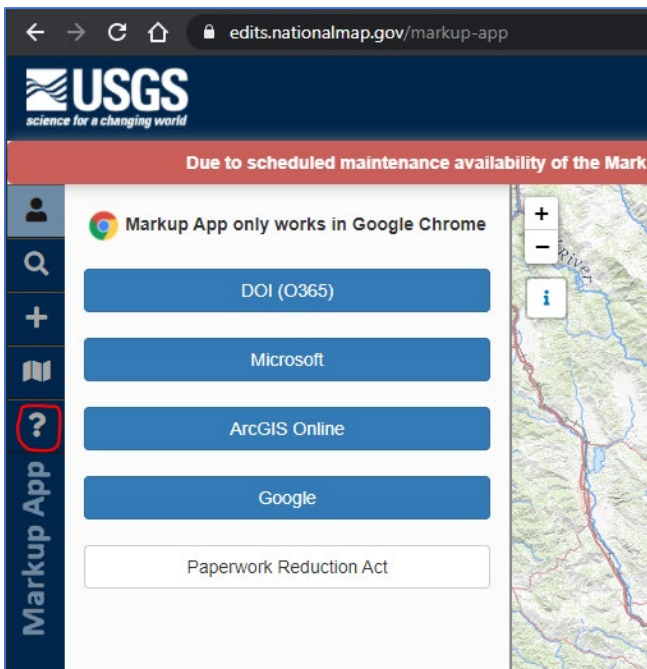 edits.nationalmap.gov/markup-app
USGS
science for a changing world
Due to scheduled maintenance availability of the Mark
Markup App only works in Google Chrome
+
−
River
i
DOI (O365)
Microsoft
?
ArcGIS Online
Google
Paperwork Reduction Act
Markup App